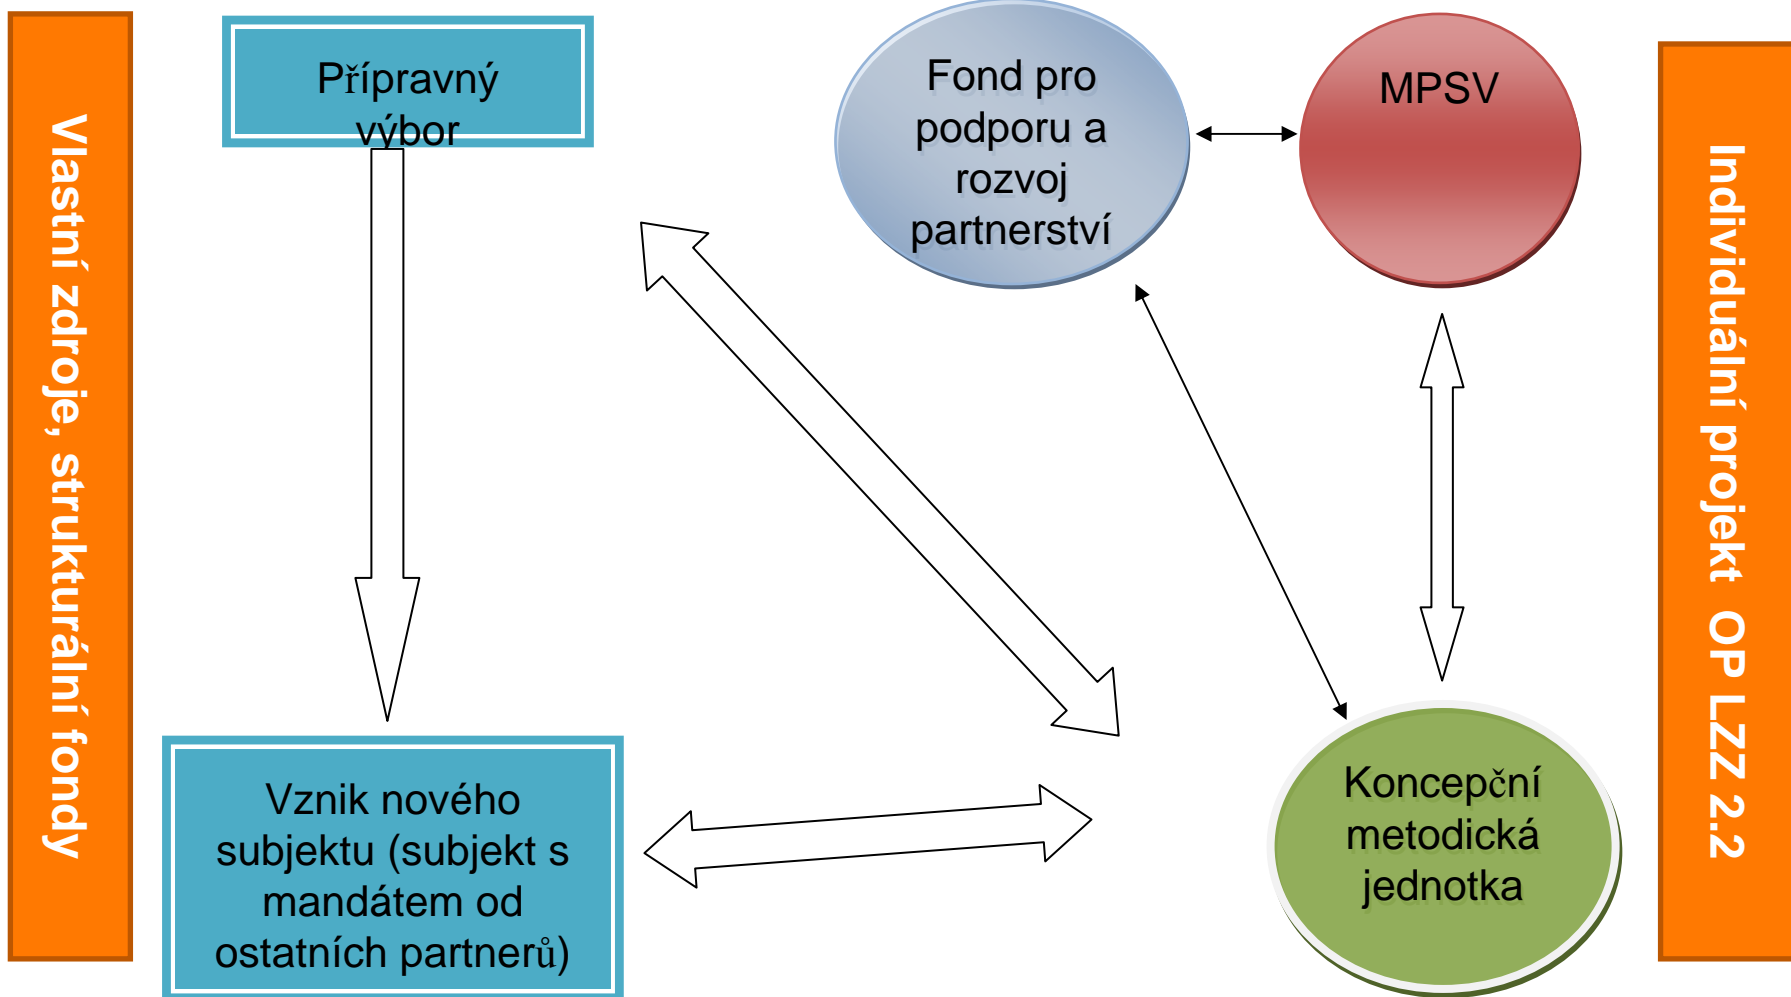 Vlastní zdroje, strukturální fondy
Přípravný
výbor
Fond pro
podporu a
rozvoj
partnerství
MPSV
Individuální projekt OP LZZ 2.2
Vznik nového
subjektu (subjekt s
mandátem od
ostatních partnerů)
Koncepční
metodická
jednotka